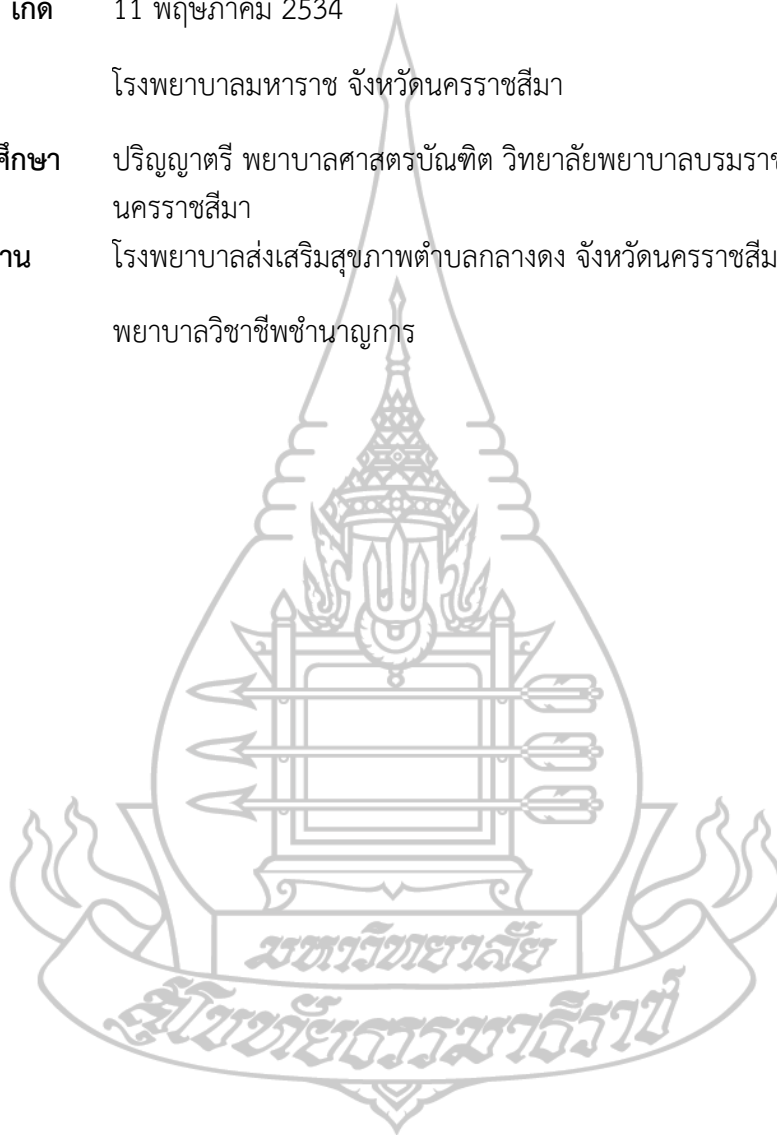 เกิด 11 พฤษภาคม 2534
โรงพยาบาลมหาราช จังหวัดนครราชสีมา
ศึกษา ปริญญาตรี พยาบาลศาสตรบัณฑิต วิทยาลัยพยาบาลบรมราช
นครราชสีมา
าน โรงพยาบาลส่งเสริมสุขภาพตำบลกลางดง จังหวัดนครราชสีม
พยาบาลวิชาชีพชำนาญการ
มหาวิทยาลัย
สุโขทัยธรรมาธิราช